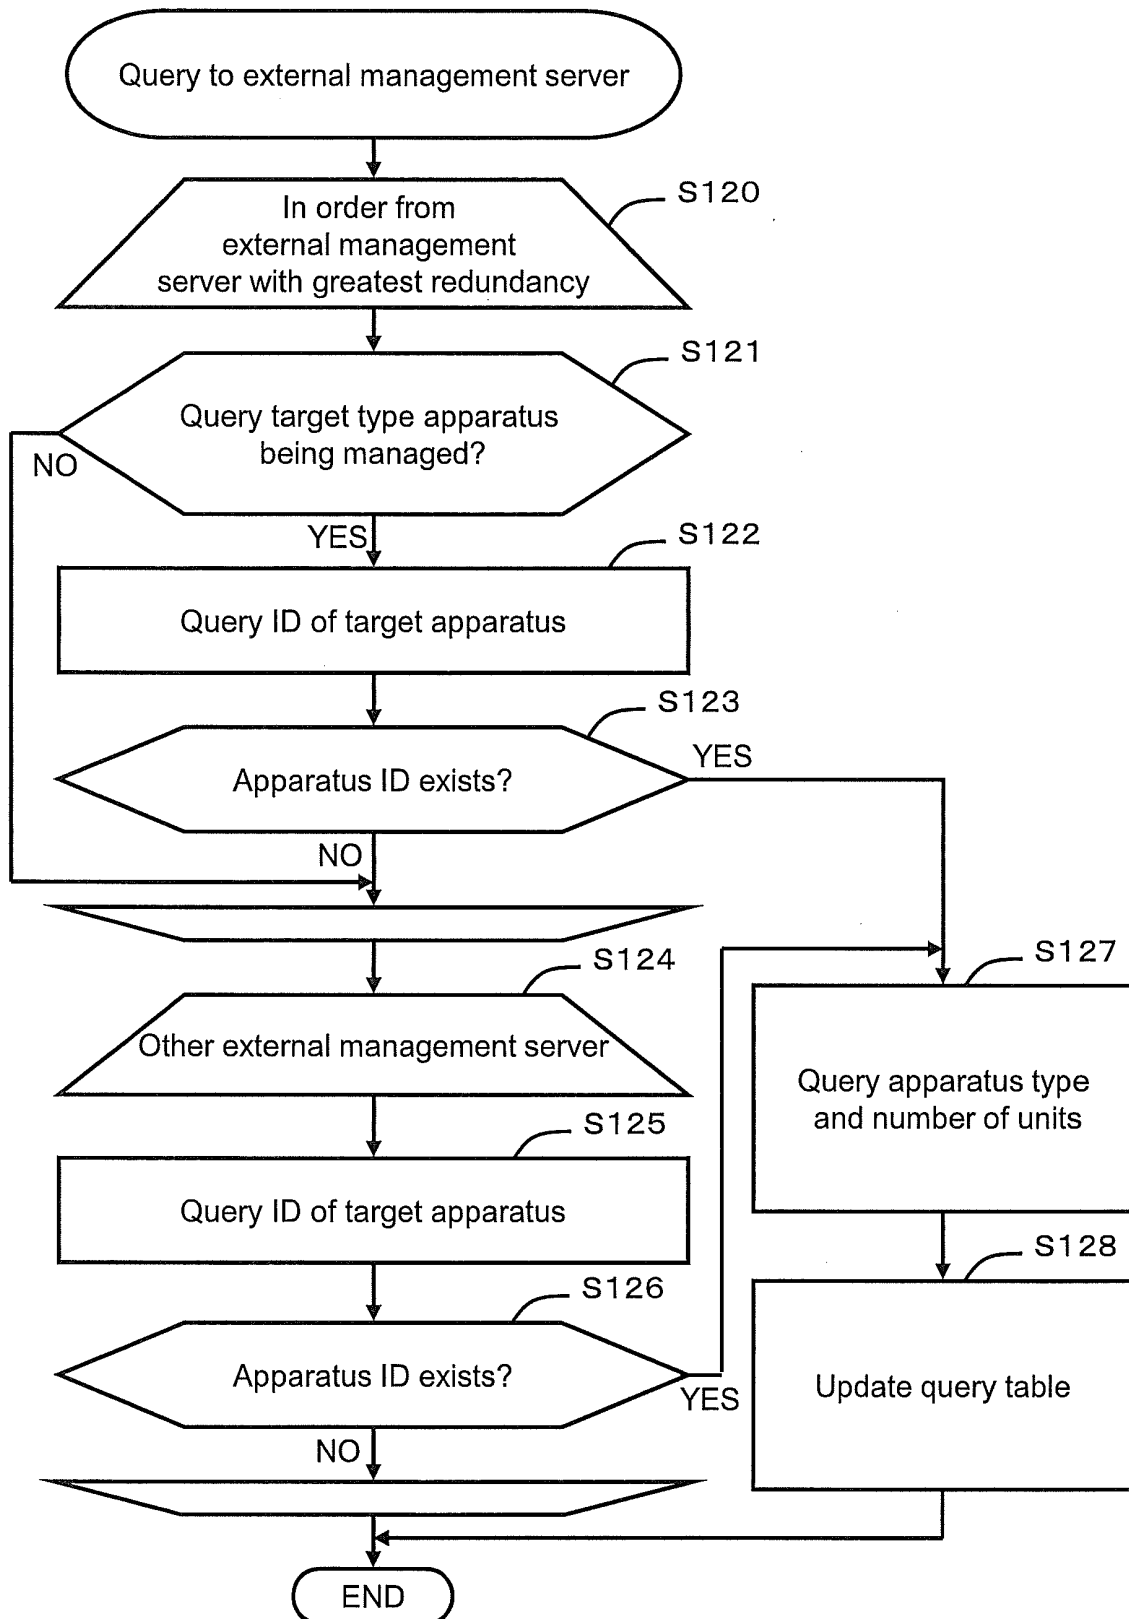 Query to external management server
S120
In order from
external management
server with greatest redundancy
S121
Query target type apparatus
being managed?
NO
YES
S122
Query ID of target apparatus
S123
Apparatus ID exists?
YES
NO
S124
Other external management server
S125
Query ID of target apparatus
S126
Apparatus ID exists?
YES
NO
S127
Query apparatus type
and number of units
S128
Update query table
END